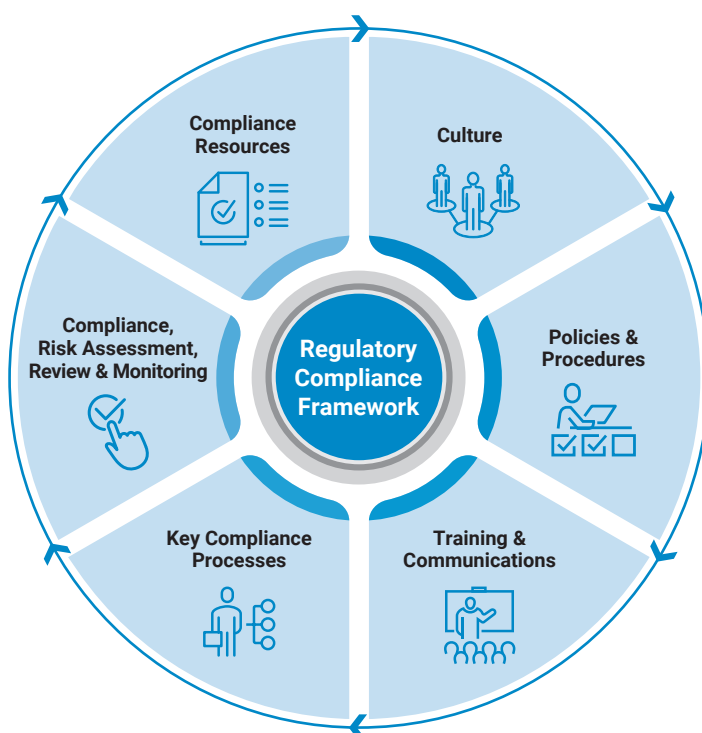 Compliance
Resources
Culture
Compliance,
Risk Assessment,
Review & Monitoring
Regulatory
Compliance
Framework
Policies &
Procedures
Key Compliance
Processes
Training &
Communications